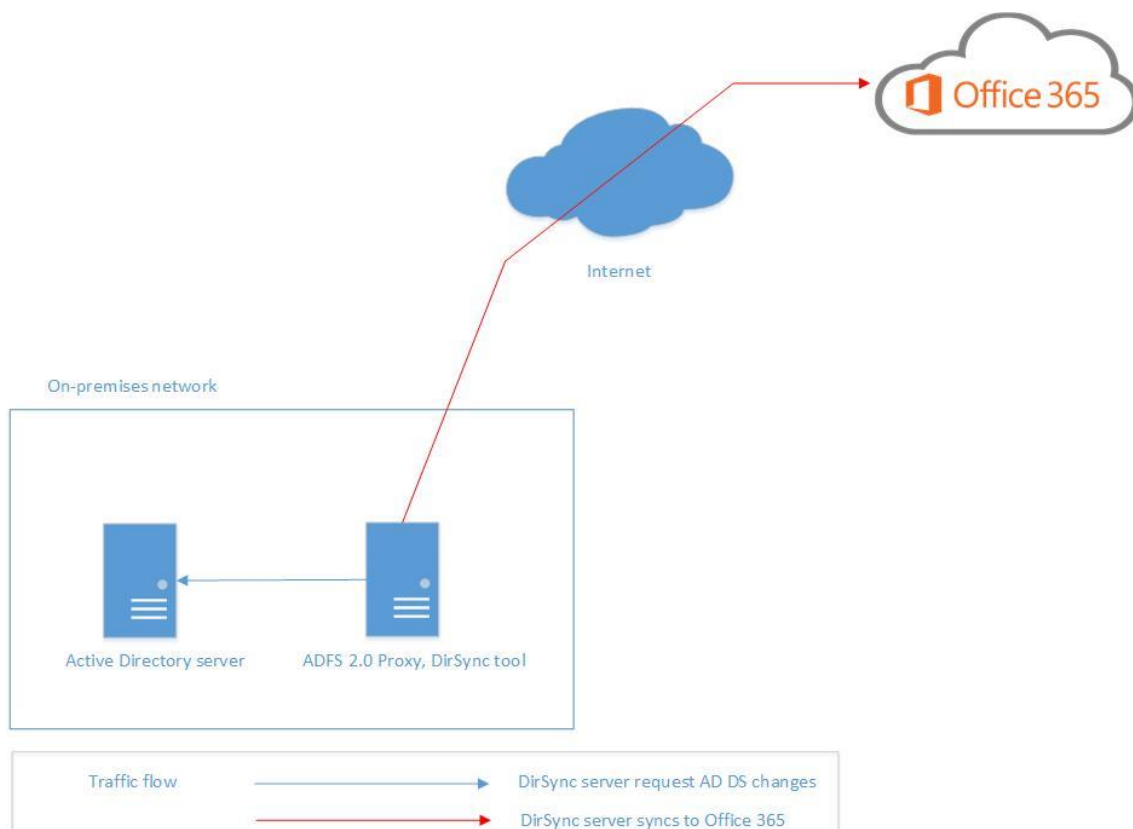 Office 365
Internet
On-premises network
Active Directory server
ADFS 2.0 Proxy, DirSync tool
Traffic flow
DirSync server request AD DS changes
DirSync server syncs to Office 365